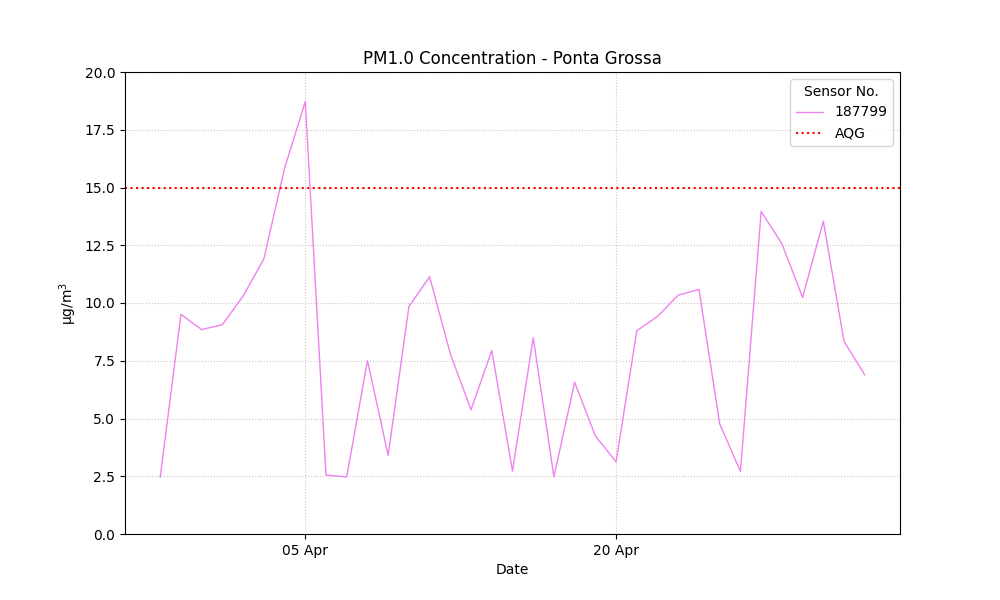 PM1.0 Concentration - Ponta Grossa
20.0
17.5
15.0
12.5
10.0
7.5
5.0
2.5
0.0
µg/m³
Sensor No.
187799
AQG
05 Apr
20 Apr
Date